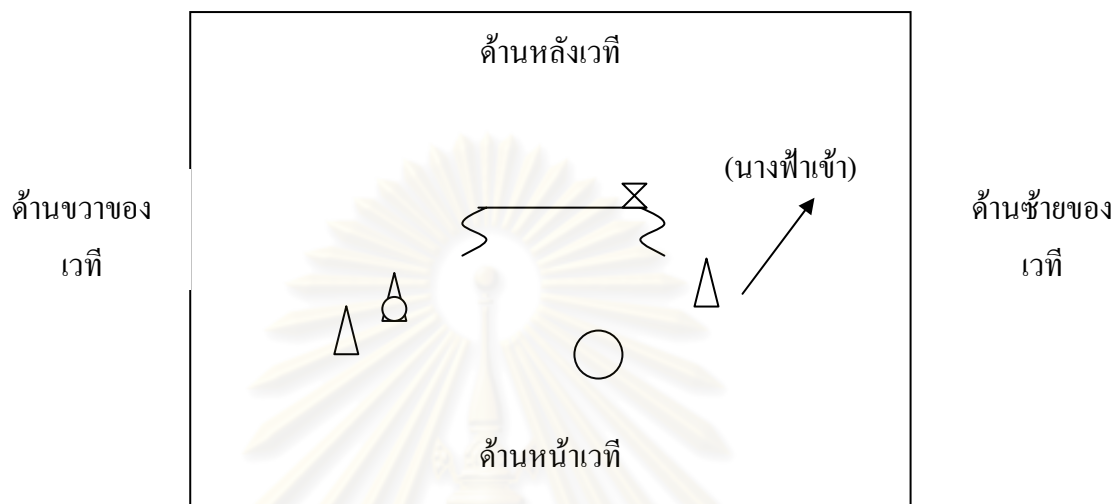 ด้านหลังเวที
(นางฟ้าเข้า)
ด้านขวาของ
เวที
ด้านซ้ายของ
เวที
ด้านหน้าเวที